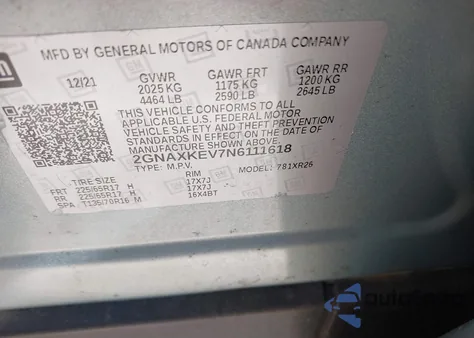 GM
MFD BY GENERAL MOTORS OF CANADA COMPANY
12/21 GVWR GAWR FRT GAWR RR
2025 KG 1175 KG 1200 KG
4464 LB 2590 LB 2645 LB
THIS VEHICLE CONFORMS TO ALL
APPLICABLE U.S. FEDERAL MOTOR
VEHICLE SAFETY, BUMPER, AND THEFT PREVENTION
STANDARDS IN EFFECT ON THE DATE OF
MANUFACTURE SHOWN ABOVE.
2GNAXKEV7N6111618
TYPE: M.P.V. MODEL: 781XR26
TIRE SIZE RIM
FRT 225/65R17 H 17X7J
RR 225/65R17 H 17X7J
SPA T135/70R16 M 16X4BT